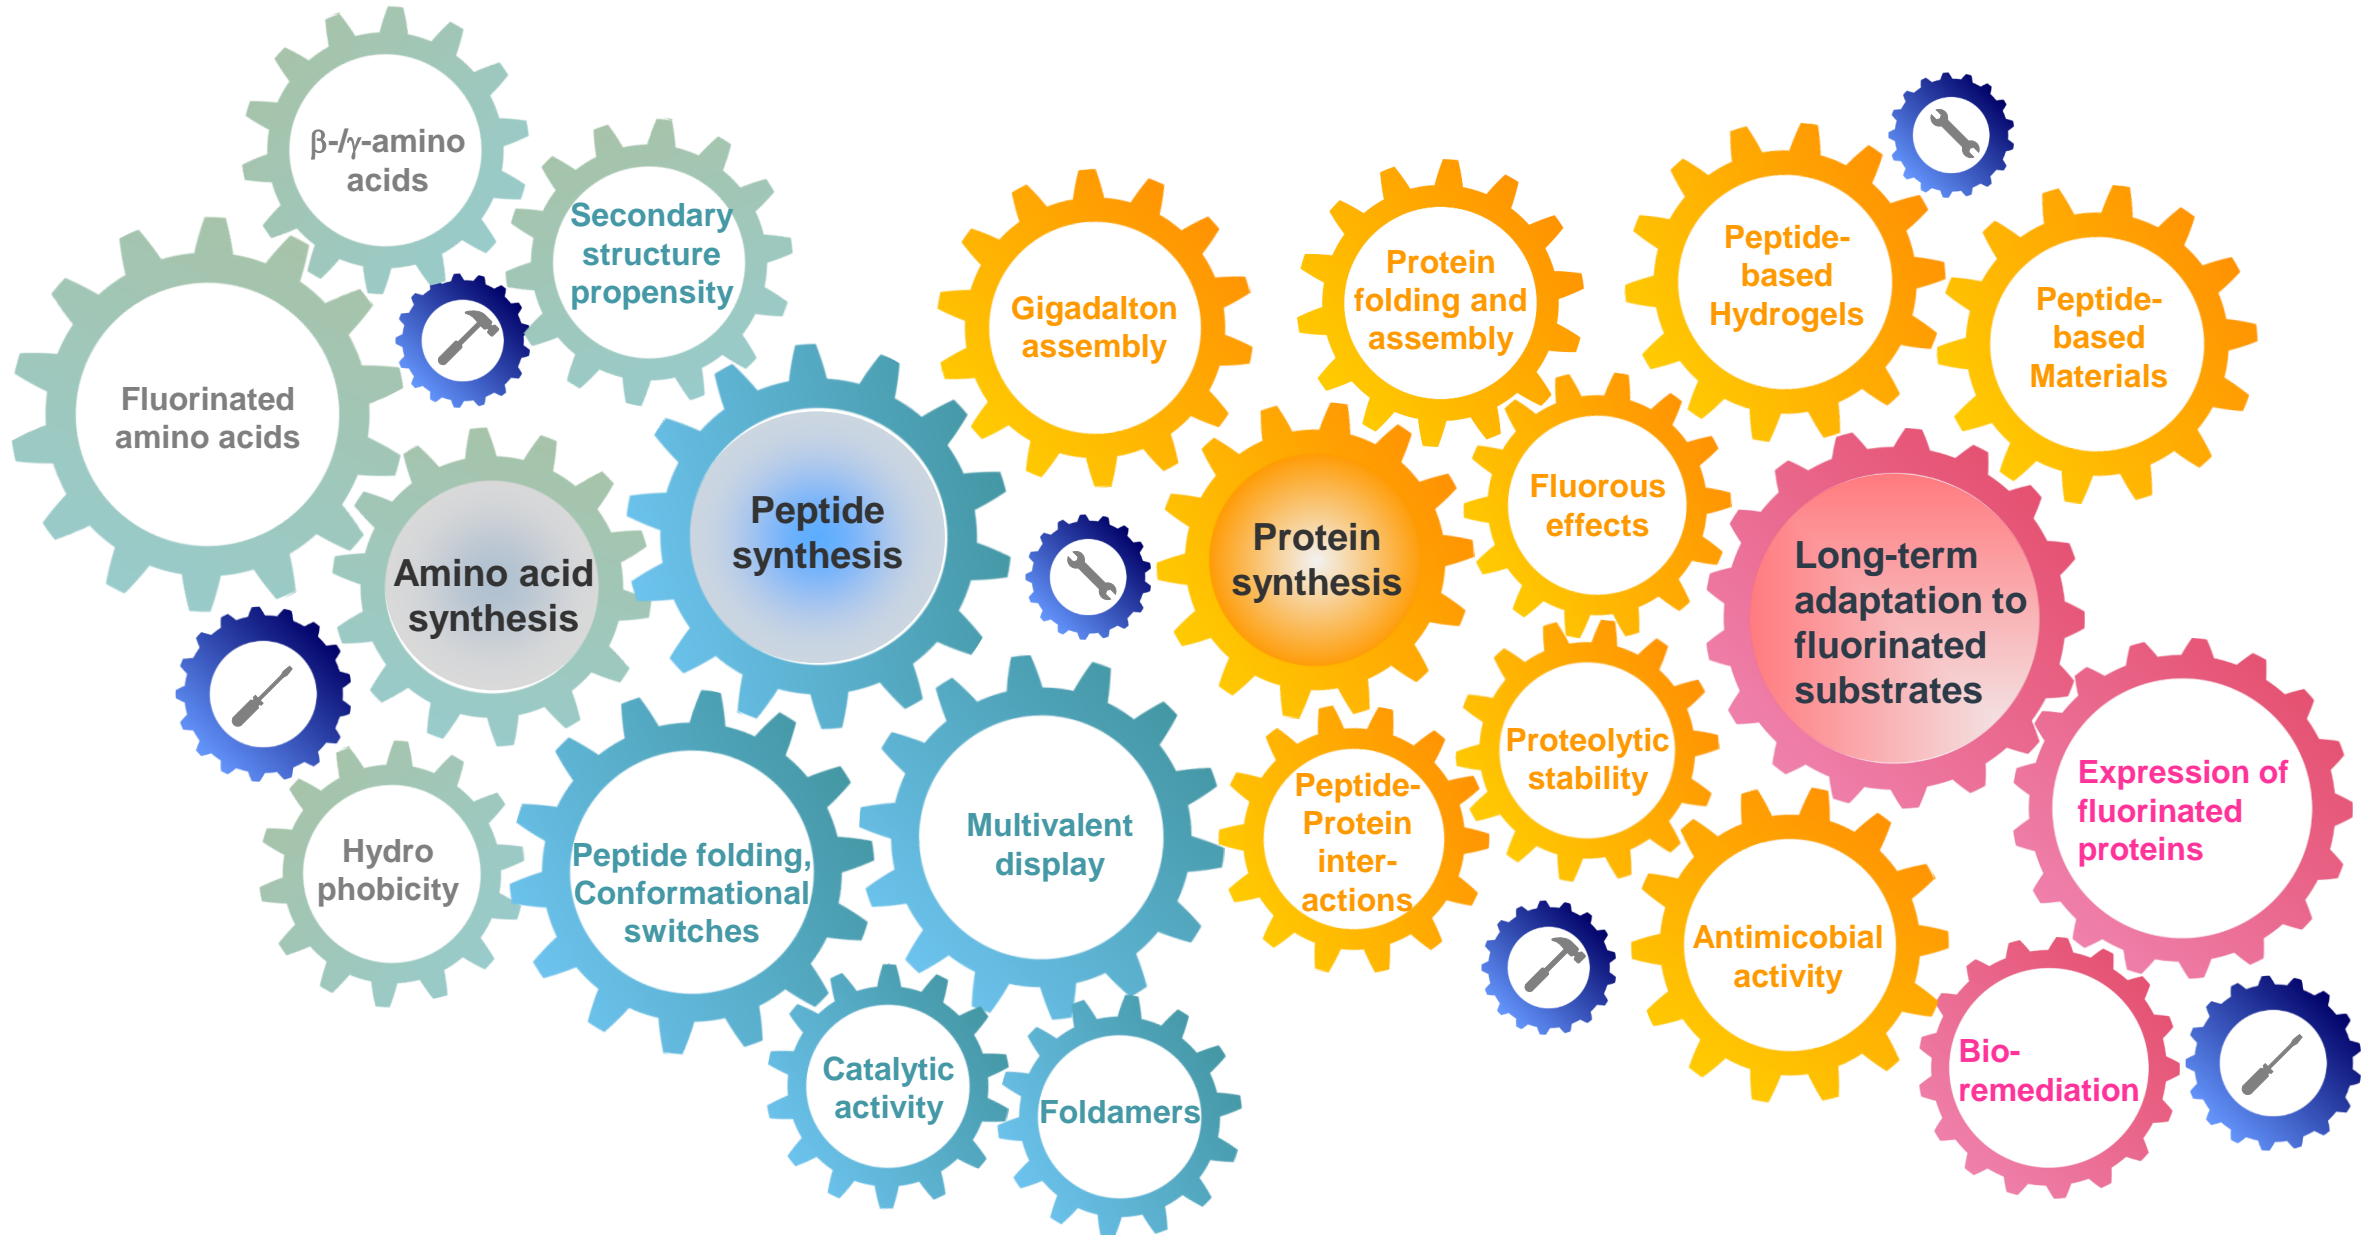 β-/γ-amino
acids
Secondary
structure
propensity
Fluorinated
amino acids
Amino acid
synthesis
Hydro
phobicity
Peptide
synthesis
Peptide folding,
Conformational
switches
Multivalent
display
Catalytic
activity
Foldamers
Gigadalton
assembly
Protein
folding and
assembly
Protein
synthesis
Fluorous
effects
Proteolytic
stability
Peptide-
Protein
inter-
actions
Peptide-
based
Hydrogels
Peptide-
based
Materials
Antimicobial
activity
Long-term
adaptation to
fluorinated
substrates
Expression of
fluorinated
proteins
Bio-
remediation